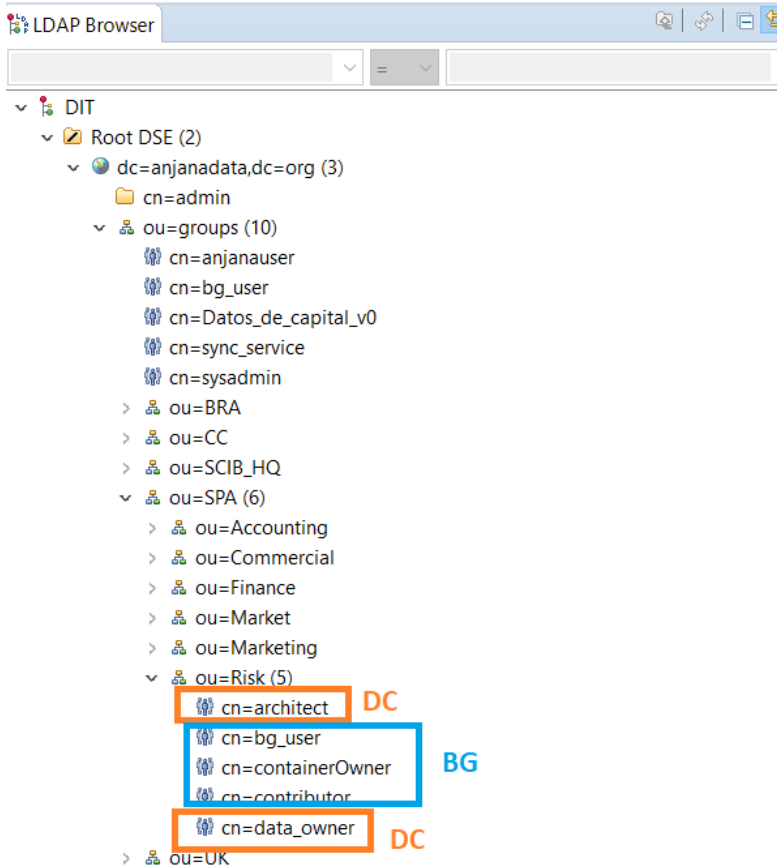 LDAP Browser
=
DIT
Root DSE (2)
dc=anjanadata,dc=org (3)
cn=admin
ou=groups (10)
cn=anjanauser
cn=bg_user
cn=Datos_de_capital_v0
cn=sync_service
cn=sysadmin
ou=BRA
ou=CC
ou=SCIB_HQ
ou=SPA (6)
ou=Accounting
ou=Commercial
ou=Finance
ou=Market
ou=Marketing
ou=Risk (5)
cn=architect DC
cn=bg_user
cn=containerOwner BG
cn=contributor
cn=data_owner DC
ou=UK